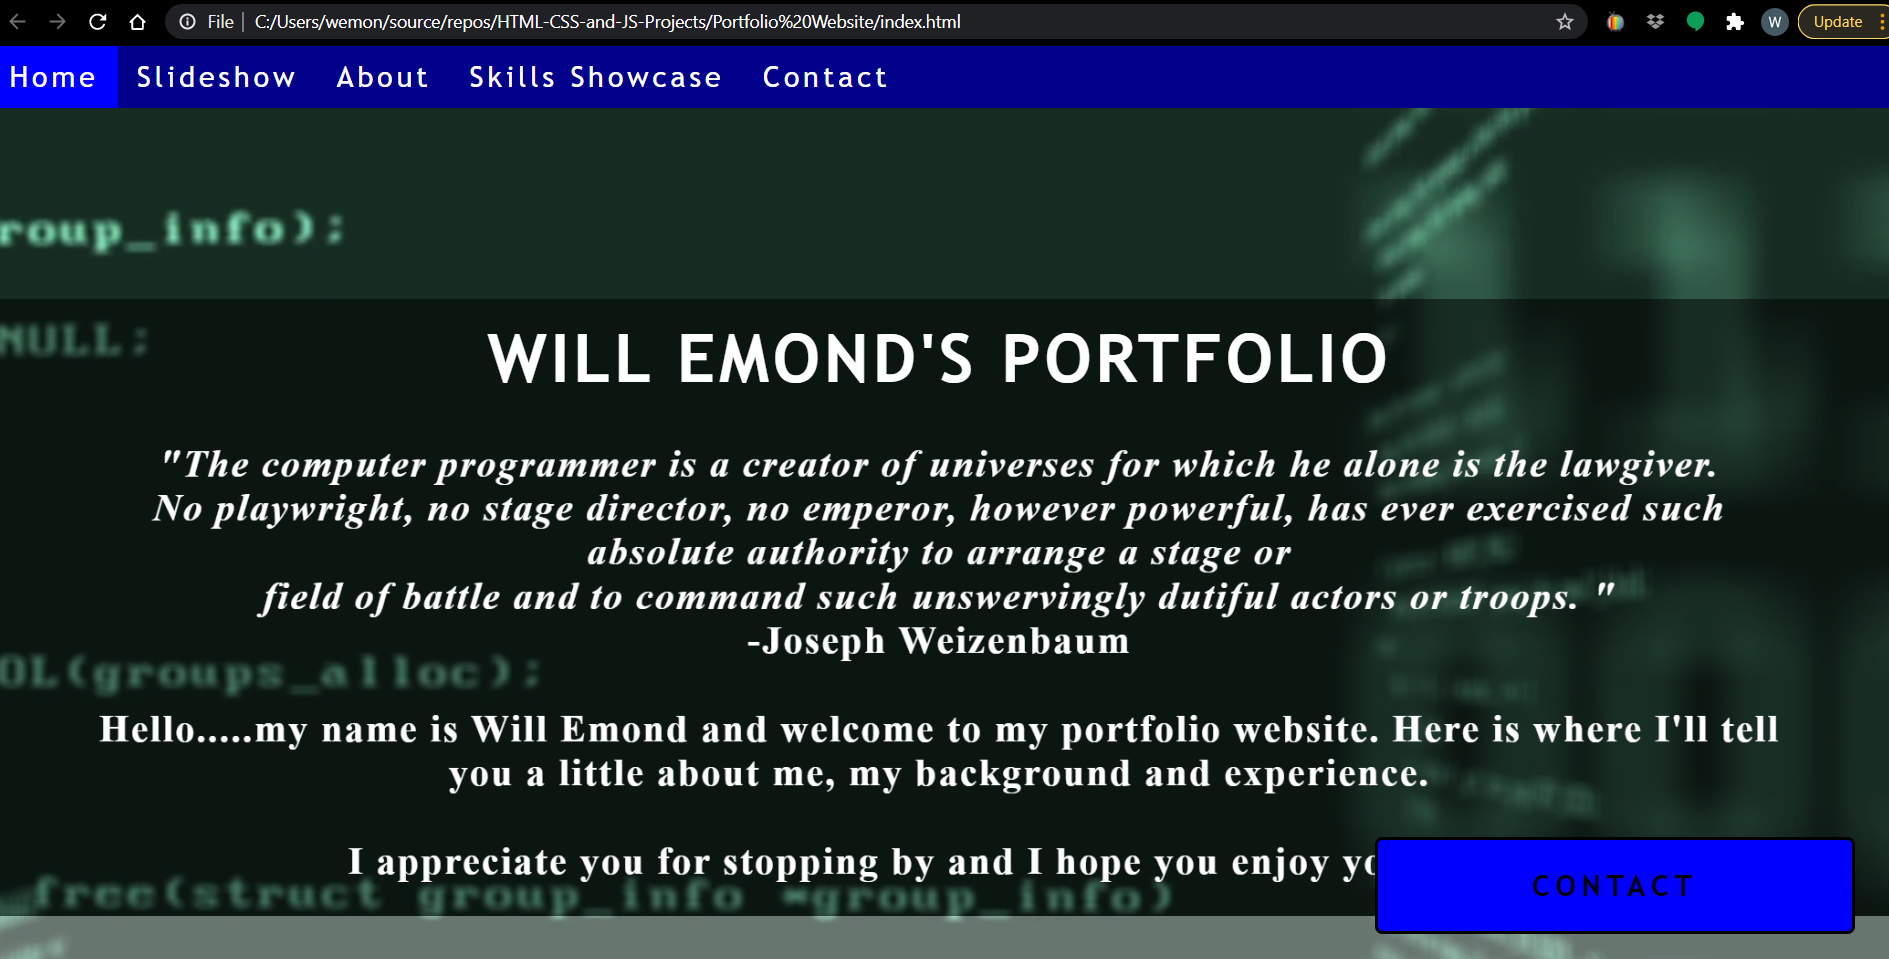 File | C:/Users/wemon/source/repos/HTML-CSS-and-JS-Projects/Portfolio%20Website/index.html W Update
Home Slideshow About Skills Showcase Contact
roup_info);
NULL;
WILL EMOND'S PORTFOLIO
"The computer programmer is a creator of universes for which he alone is the lawgiver.
No playwright, no stage director, no emperor, however powerful, has ever exercised such
absolute authority to arrange a stage or
field of battle and to command such unswervingly dutiful actors or troops. "
-Joseph Weizenbaum
OL(groups_alloc);
Hello.....my name is Will Emond and welcome to my portfolio website. Here is where I'll tell
you a little about me, my background and experience.
I appreciate you for stopping by and I hope you enjoy
CONTACT
free(struct group_info *group_info)